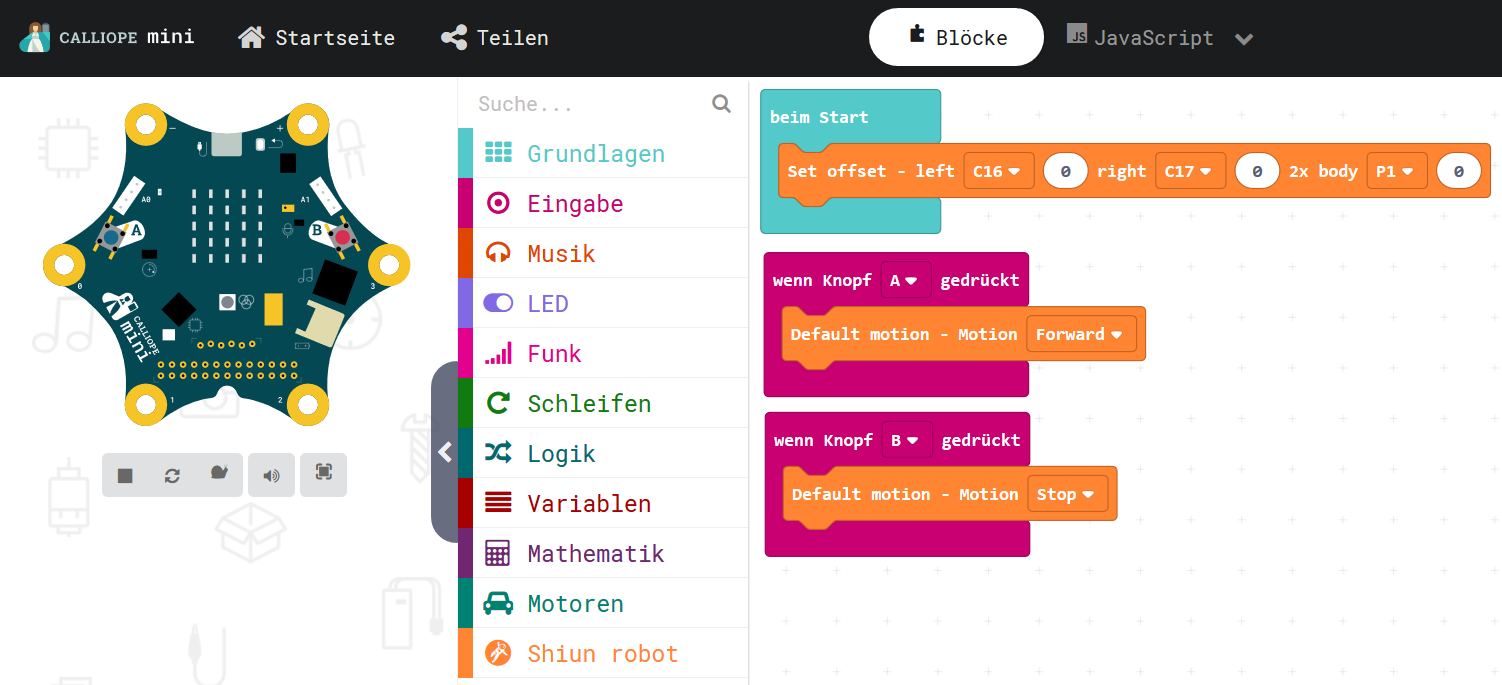 CALLIOPE mini
Startseite
Teilen
Blöcke
JS JavaScript
Suche...
Grundlagen
Eingabe
Musik
LED
Funk
Schleifen
Logik
Variablen
Mathematik
Motoren
Shiun robot
− +
A0 A1
A B
0 3
CALLIOPE
mini
1 2
beim Start
Set offset - left C16 0 right C17 0 2x body P1 0
wenn Knopf A gedrückt
Default motion - Motion Forward
wenn Knopf B gedrückt
Default motion - Motion Stop